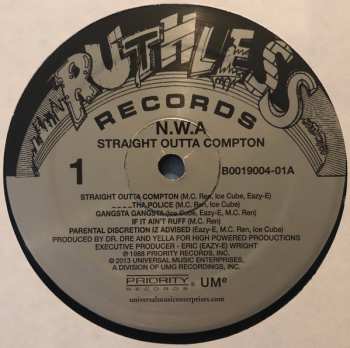 RUTHLESS
RECORDS
N.W.A
STRAIGHT OUTTA COMPTON
1
B0019004-01A
STRAIGHT OUTTA COMPTON (M.C. Ren, Ice Cube, Eazy-E)
____THA POLICE (M.C. Ren, Ice Cube)
GANGSTA GANGSTA (Ice Cube, Eazy-E, M.C. Ren)
IF IT AIN'T RUFF (M.C. Ren)
PARENTAL DISCRETION IZ ADVISED (M.C. Ren, Ice Cube, Eazy-E)
PRODUCED BY DR. DRE AND YELLA FOR HIGH POWERED PRODUCTIONS
EXECUTIVE PRODUCER - ERIC (EAZY-E) WRIGHT
℗ 1988 PRIORITY RECORDS, INC.
© 2013 UNIVERSAL MUSIC ENTERPRISES,
A DIVISION OF UMG RECORDINGS, INC.
PRIORITY RECORDS UMe
universalmusicenterprises.com